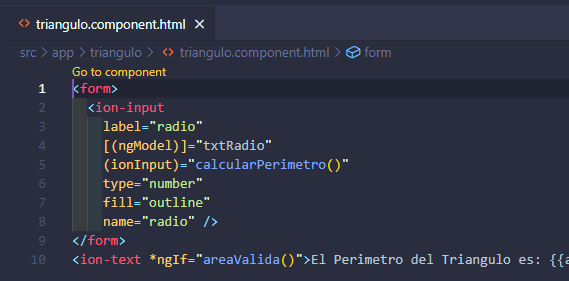 <> triangulo.component.html ×
src > app > triangulo > <> triangulo.component.html > form
Go to component
1 <form>
2 <ion-input
3 label="radio"
4 [(ngModel)]="txtRadio"
5 (ionInput)="calcularPerimetro()"
6 type="number"
7 fill="outline"
8 name="radio" />
9 </form>
10 <ion-text *ngIf="areaValida()">El Perimetro del Triangulo es: {{a